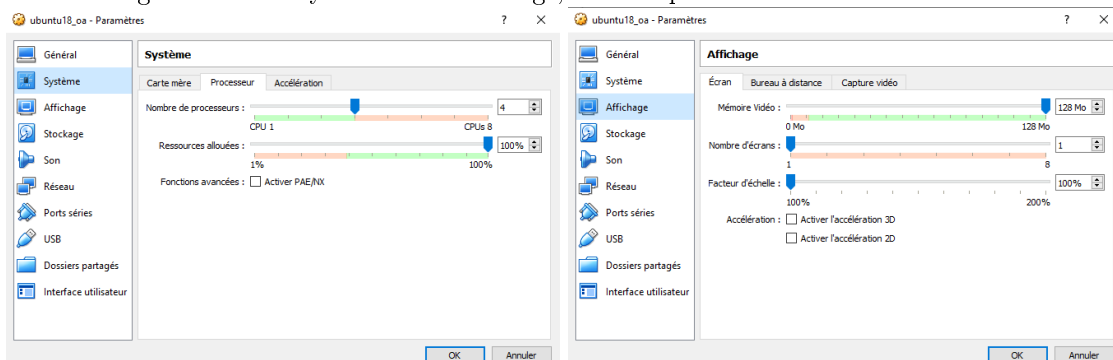 ubuntu18_oa - Paramètres ? ×
Général
Système
Affichage
Stockage
Son
Réseau
Ports séries
USB
Dossiers partagés
Interface utilisateur
Système
Carte mère Processeur Accélération
Nombre de processeurs : 4
CPU 1 CPUs 8
Ressources allouées : 100%
1% 100%
Fonctions avancées : Activer PAE/NX
OK Annuler
ubuntu18_oa - Paramètres ? ×
Général
Système
Affichage
Stockage
Son
Réseau
Ports séries
USB
Dossiers partagés
Interface utilisateur
Affichage
Écran Bureau à distance Capture vidéo
Mémoire Vidéo : 128 Mo
0 Mo 128 Mo
Nombre d'écrans : 1
1 8
Facteur d'échelle : 100%
100% 200%
Accélération : Activer l'accélération 3D
Activer l'accélération 2D
OK Annuler